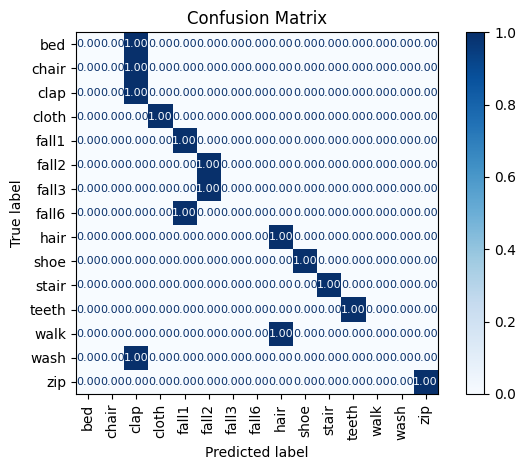 Confusion Matrix
True label
bed 0.00 0.00 1.00 0.00 0.00 0.00 0.00 0.00 0.00 0.00 0.00 0.00 0.00 0.00 0.00
chair 0.00 0.00 1.00 0.00 0.00 0.00 0.00 0.00 0.00 0.00 0.00 0.00 0.00 0.00 0.00
clap 0.00 0.00 1.00 0.00 0.00 0.00 0.00 0.00 0.00 0.00 0.00 0.00 0.00 0.00 0.00
cloth 0.00 0.00 0.00 1.00 0.00 0.00 0.00 0.00 0.00 0.00 0.00 0.00 0.00 0.00 0.00
fall1 0.00 0.00 0.00 0.00 1.00 0.00 0.00 0.00 0.00 0.00 0.00 0.00 0.00 0.00 0.00
fall2 0.00 0.00 0.00 0.00 0.00 1.00 0.00 0.00 0.00 0.00 0.00 0.00 0.00 0.00 0.00
fall3 0.00 0.00 0.00 0.00 0.00 1.00 0.00 0.00 0.00 0.00 0.00 0.00 0.00 0.00 0.00
fall6 0.00 0.00 0.00 0.00 1.00 0.00 0.00 0.00 0.00 0.00 0.00 0.00 0.00 0.00 0.00
hair 0.00 0.00 0.00 0.00 0.00 0.00 0.00 0.00 1.00 0.00 0.00 0.00 0.00 0.00 0.00
shoe 0.00 0.00 0.00 0.00 0.00 0.00 0.00 0.00 0.00 1.00 0.00 0.00 0.00 0.00 0.00
stair 0.00 0.00 0.00 0.00 0.00 0.00 0.00 0.00 0.00 0.00 1.00 0.00 0.00 0.00 0.00
teeth 0.00 0.00 0.00 0.00 0.00 0.00 0.00 0.00 0.00 0.00 0.00 1.00 0.00 0.00 0.00
walk 0.00 0.00 0.00 0.00 0.00 0.00 0.00 0.00 1.00 0.00 0.00 0.00 0.00 0.00 0.00
wash 0.00 0.00 1.00 0.00 0.00 0.00 0.00 0.00 0.00 0.00 0.00 0.00 0.00 0.00 0.00
zip 0.00 0.00 0.00 0.00 0.00 0.00 0.00 0.00 0.00 0.00 0.00 0.00 0.00 0.00 1.00
bed chair clap cloth fall1 fall2 fall3 fall6 hair shoe stair teeth walk wash zip
Predicted label
1.0
0.8
0.6
0.4
0.2
0.0